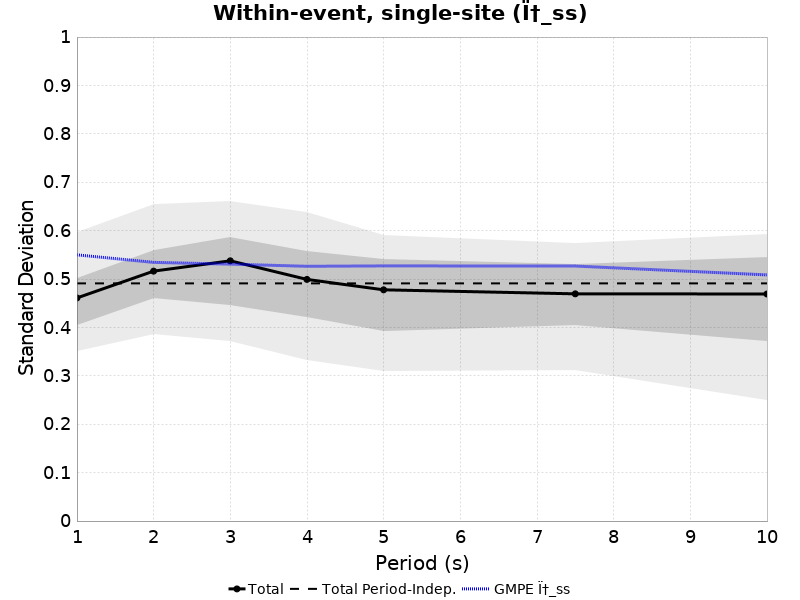 Within-event, single-site (Ï†_ss)
1
0.9
0.8
0.7
0.6
0.5
0.4
0.3
0.2
0.1
0
Standard Deviation
1 2 3 4 5 6 7 8 9 10
Period (s)
Total Total Period-Indep. GMPE Ï†_ss